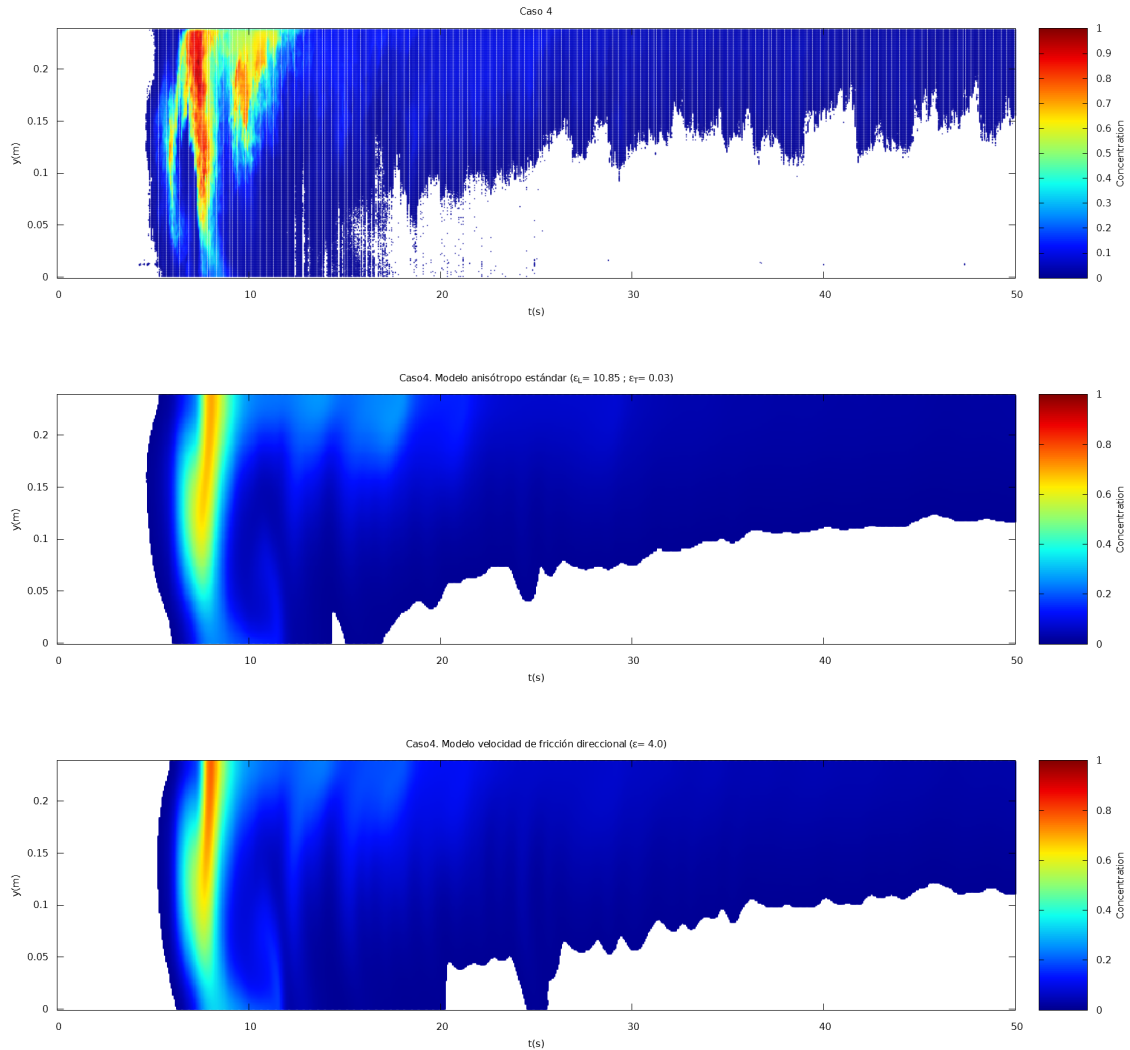 Caso 4
0.2
0.15
0.1
0.05
0
y(m)
0 10 20 30 40 50
t(s)
1
0.9
0.8
0.7
0.6
0.5
0.4
0.3
0.2
0.1
0
Concentration
Caso4. Modelo anisótropo estándar (εL= 10.85 ; εT= 0.03)
0.2
0.15
0.1
0.05
0
y(m)
0 10 20 30 40 50
t(s)
1
0.8
0.6
0.4
0.2
0
Concentration
Caso4. Modelo velocidad de fricción direccional (ε= 4.0)
0.2
0.15
0.1
0.05
0
y(m)
0 10 20 30 40 50
t(s)
1
0.8
0.6
0.4
0.2
0
Concentration